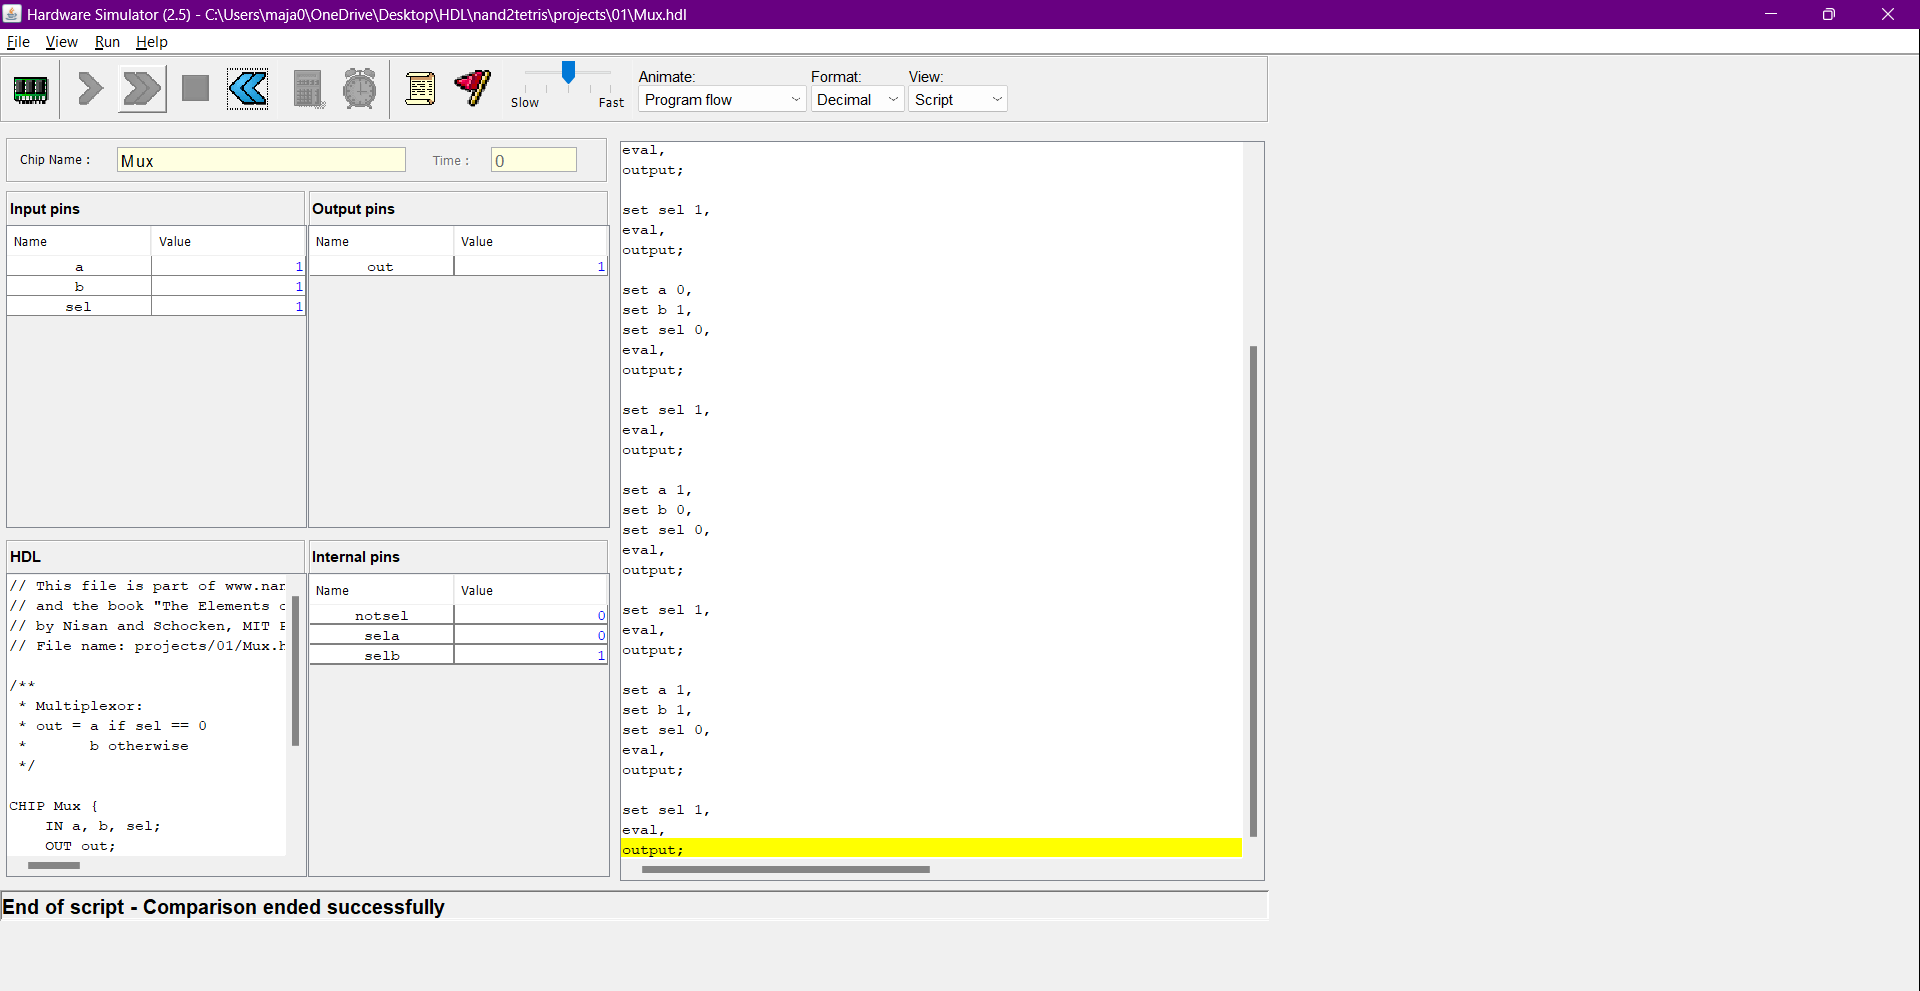 Hardware Simulator (2.5) - C:\Users\maja0\OneDrive\Desktop\HDL\nand2tetris\projects\01\Mux.hdl
File View Run Help
Slow Fast
Animate:
Program flow
Format:
Decimal
View:
Script
Chip Name :
Mux
Time :
0
Input pins
Name Value
a 1
b 1
sel 1
Output pins
Name Value
out 1
HDL
// This file is part of www.nan
// and the book "The Elements o
// by Nisan and Schocken, MIT P
// File name: projects/01/Mux.h
/**
* Multiplexor:
* out = a if sel == 0
* b otherwise
*/
CHIP Mux {
IN a, b, sel;
OUT out;
Internal pins
Name Value
notsel 0
sela 0
selb 1
eval,
output;
set sel 1,
eval,
output;
set a 0,
set b 1,
set sel 0,
eval,
output;
set sel 1,
eval,
output;
set a 1,
set b 0,
set sel 0,
eval,
output;
set sel 1,
eval,
output;
set a 1,
set b 1,
set sel 0,
eval,
output;
set sel 1,
eval,
output;
End of script - Comparison ended successfully